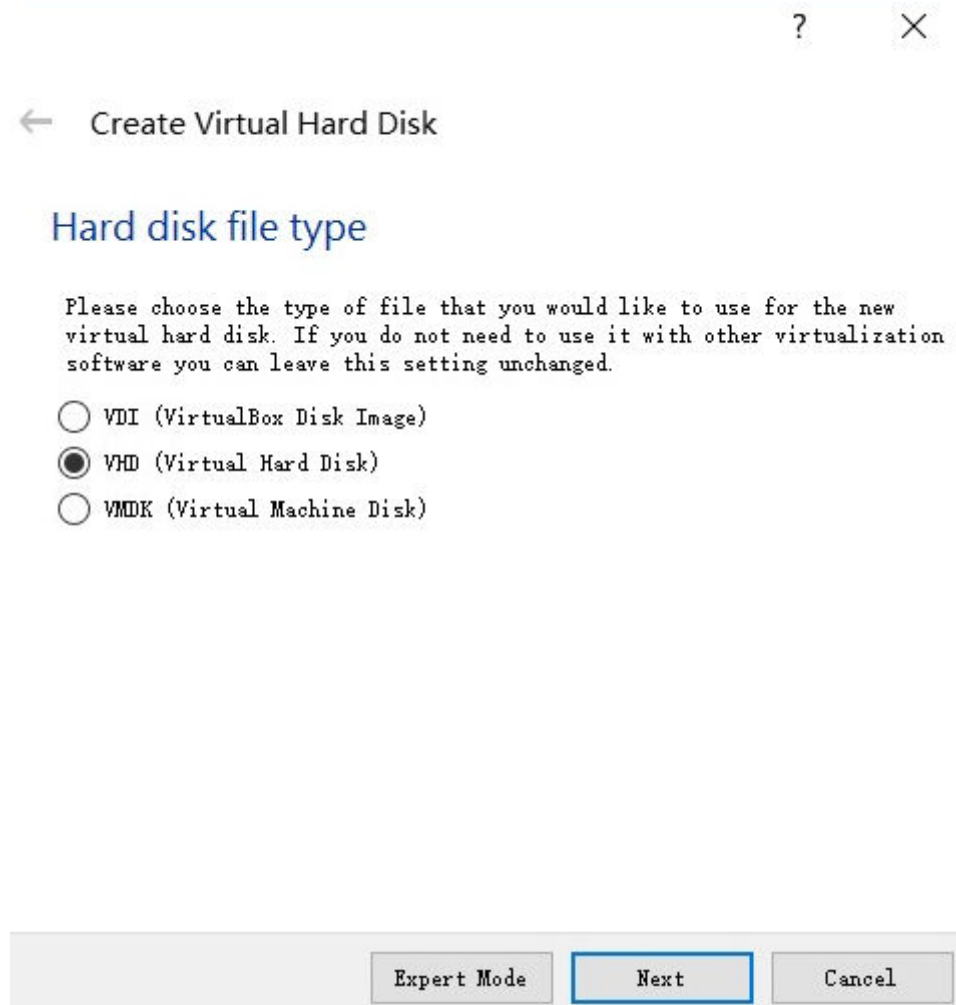 ?
Create Virtual Hard Disk
Hard disk file type
Please choose the type of file that you would like to use for the new
virtual hard disk. If you do not need to use it with other virtualization
software you can leave this setting unchanged.
VDI (VirtualBox Disk Image)
VHD (Virtual Hard Disk)
VMDK (Virtual Machine Disk)
Expert Mode Next Cancel